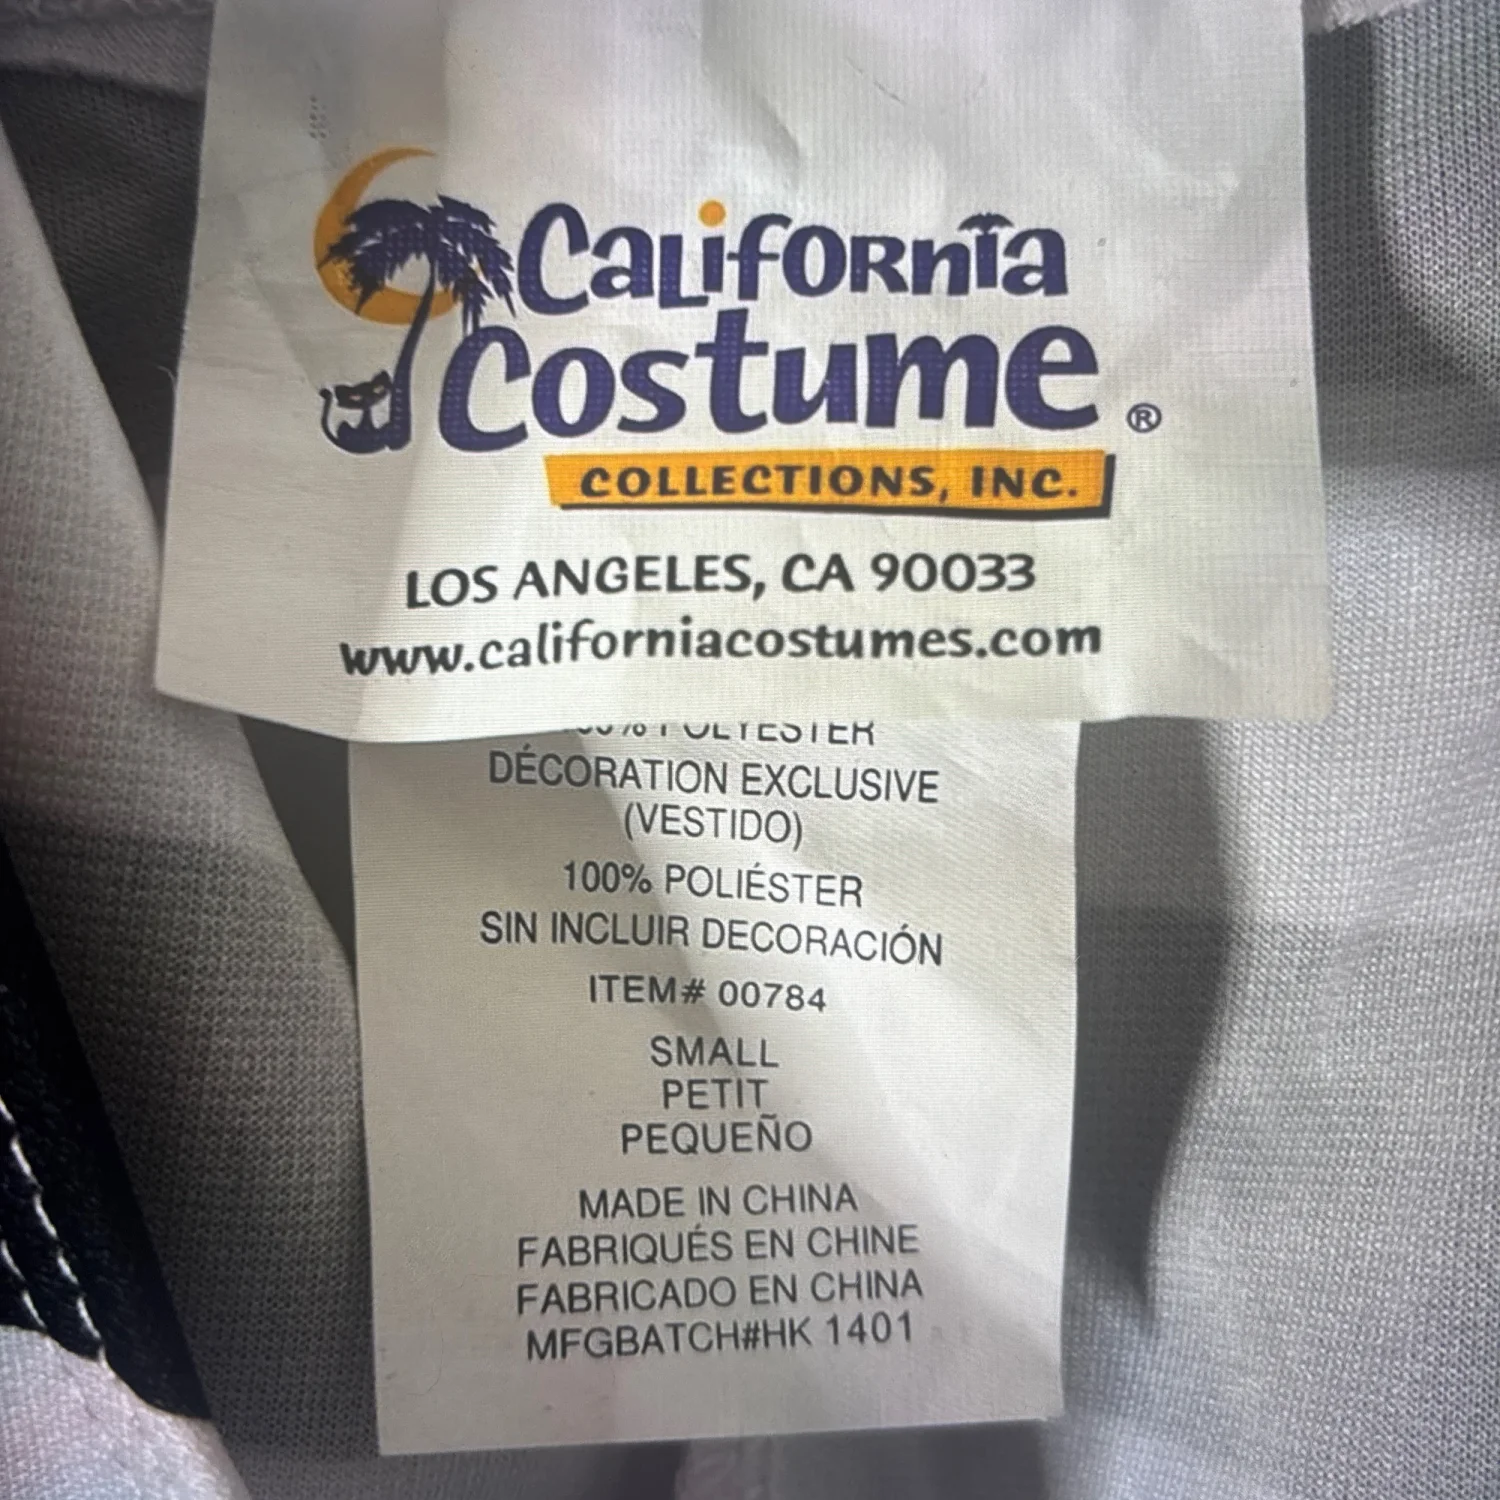 California
Costume ®
COLLECTIONS, INC.
LOS ANGELES, CA 90033
www.californiacostumes.com
POLYESTER
DÉCORATION EXCLUSIVE
(VESTIDO)
100% POLIÉSTER
SIN INCLUIR DECORACIÓN
ITEM# 00784
SMALL
PETIT
PEQUEÑO
MADE IN CHINA
FABRIQUÉS EN CHINE
FABRICADO EN CHINA
MFGBATCH#HK 1401